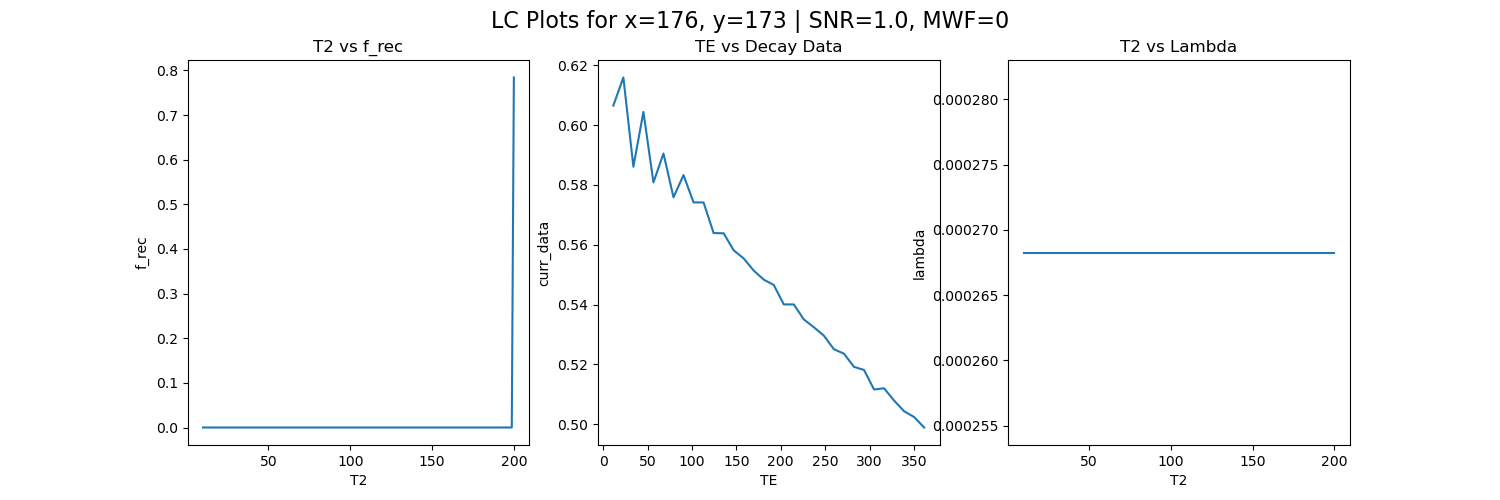 LC Plots for x=176, y=173 | SNR=1.0, MWF=0
T2 vs f_rec
0.8
0.7
0.6
0.5
0.4
0.3
0.2
0.1
0.0
f_rec
50 100 150 200
T2
TE vs Decay Data
0.62
0.60
0.58
0.56
0.54
0.52
0.50
curr_data
0 50 100 150 200 250 300 350
TE
T2 vs Lambda
0.000280
0.000275
0.000270
0.000265
0.000260
0.000255
lambda
50 100 150 200
T2